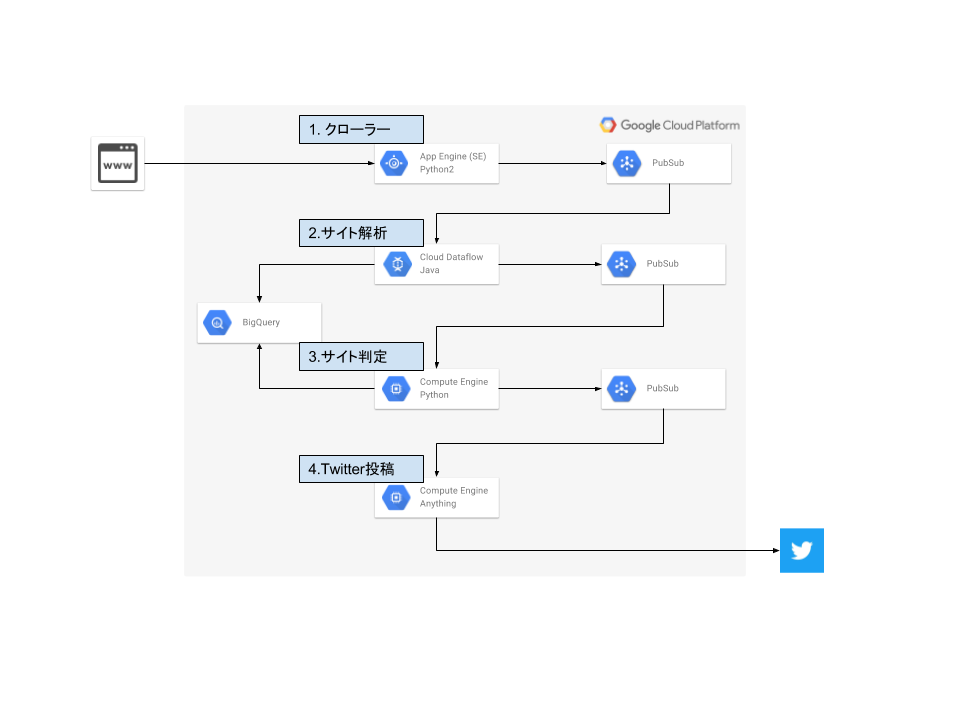 1. クローラー
Google Cloud Platform
www
App Engine (SE)
Python2
PubSub
2.サイト解析
Cloud Dataflow
Java
PubSub
BigQuery
3.サイト判定
Compute Engine
Python
PubSub
4.Twitter投稿
Compute Engine
Anything